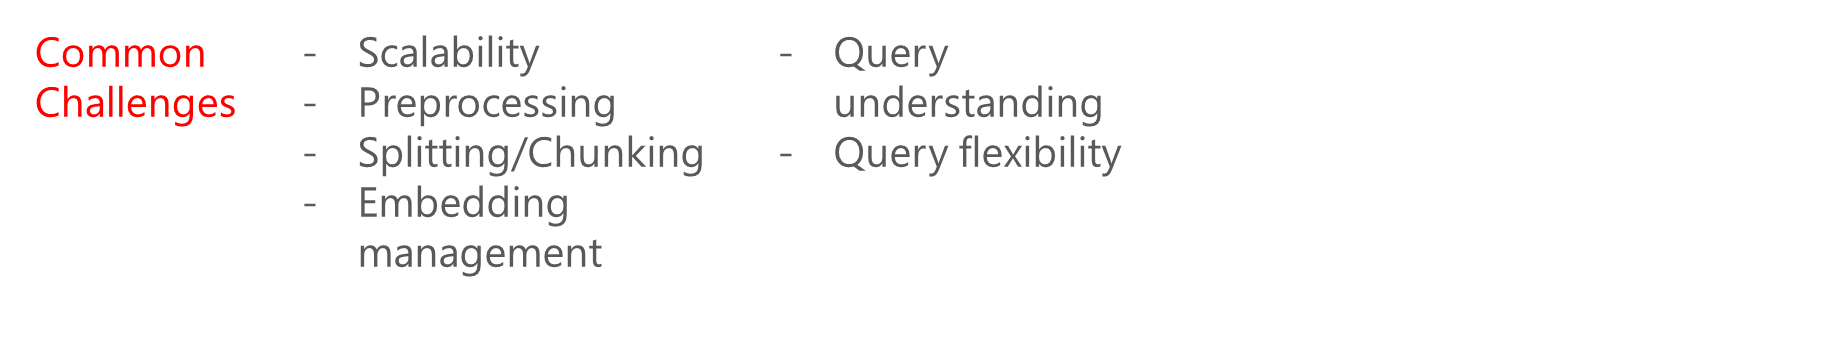 Common
Challenges
- Scalability
- Preprocessing
- Splitting/Chunking
- Embedding
management
- Query
understanding
- Query flexibility